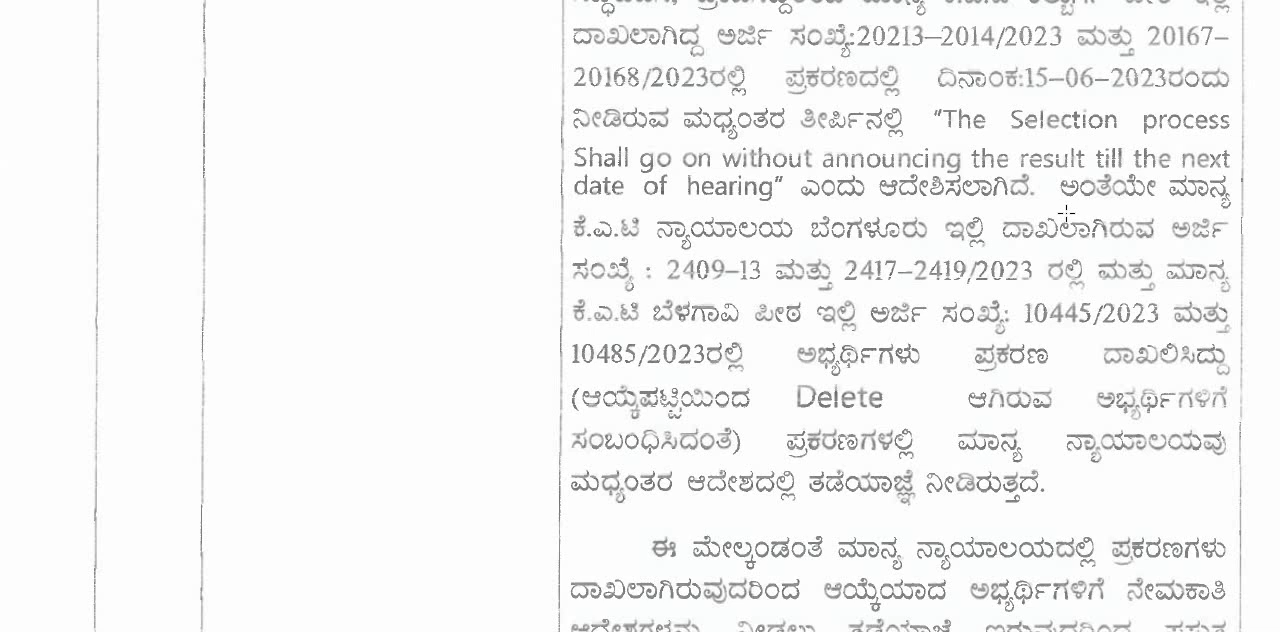 ದಾಖಲಾಗಿದ್ದ ಅರ್ಜಿ ಸಂಖ್ಯೆ:20213–2014/2023 ಮತ್ತು 20167–
20168/2023ರಲ್ಲಿ ಪ್ರಕರಣದಲ್ಲಿ ದಿನಾಂಕ:15–06–2023ರಂದು
ನೀಡಿರುವ ಮಧ್ಯಂತರ ತೀರ್ಪಿನಲ್ಲಿ “The Selection process
Shall go on without announcing the result till the next
date of hearing” ಎಂದು ಆದೇಶಿಸಲಾಗಿದೆ. ಅಂತೆಯೇ ಮಾನ್ಯ
ಕೆ.ಎ.ಟಿ ನ್ಯಾಯಾಲಯ ಬೆಂಗಳೂರು ಇಲ್ಲಿ ದಾಖಲಾಗಿರುವ ಅರ್ಜಿ
ಸಂಖ್ಯೆ : 2409–13 ಮತ್ತು 2417–2419/2023 ರಲ್ಲಿ ಮತ್ತು ಮಾನ್ಯ
ಕೆ.ಎ.ಟಿ ಬೆಳಗಾವಿ ಪೀಠ ಇಲ್ಲಿ ಅರ್ಜಿ ಸಂಖ್ಯೆ: 10445/2023 ಮತ್ತು
10485/2023ರಲ್ಲಿ ಅಭ್ಯರ್ಥಿಗಳು ಪ್ರಕರಣ ದಾಖಲಿಸಿದ್ದು
(ಆಯ್ಕೆಪಟ್ಟಿಯಿಂದ Delete ಆಗಿರುವ ಅಭ್ಯರ್ಥಿಗಳಿಗೆ
ಸಂಬಂಧಿಸಿದಂತೆ) ಪ್ರಕರಣಗಳಲ್ಲಿ ಮಾನ್ಯ ನ್ಯಾಯಾಲಯವು
ಮಧ್ಯಂತರ ಆದೇಶದಲ್ಲಿ ತಡೆಯಾಜ್ಞೆ ನೀಡಿರುತ್ತದೆ.
ಈ ಮೇಲ್ಕಂಡಂತೆ ಮಾನ್ಯ ನ್ಯಾಯಾಲಯದಲ್ಲಿ ಪ್ರಕರಣಗಳು
ದಾಖಲಾಗಿರುವುದರಿಂದ ಆಯ್ಕೆಯಾದ ಅಭ್ಯರ್ಥಿಗಳಿಗೆ ನೇಮಕಾತಿ